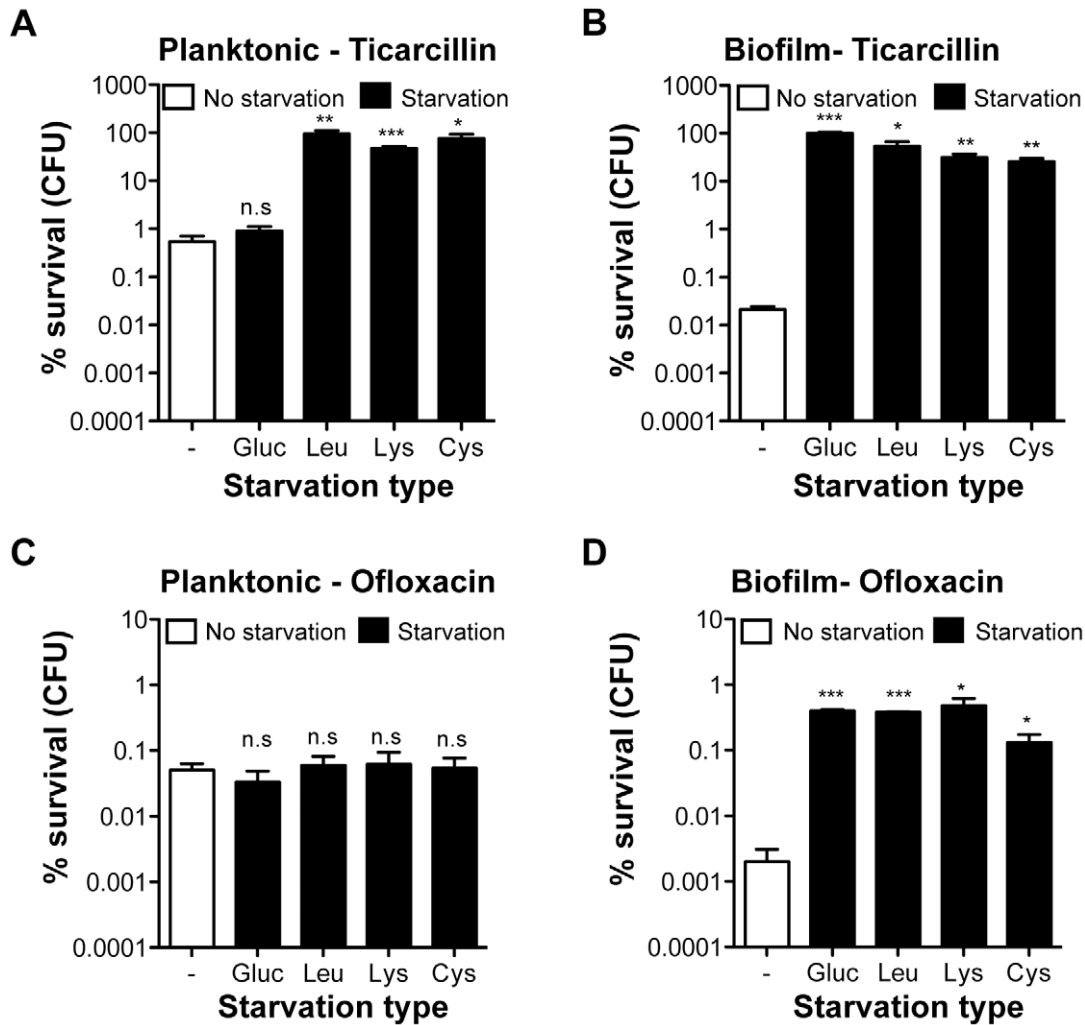 A
Planktonic - Ticarcillin
No starvation
Starvation
% survival (CFU)
1000
100
10
1
0.1
0.01
0.001
0.0001
n.s
**
***
*
- Gluc Leu Lys Cys
Starvation type
B
Biofilm- Ticarcillin
No starvation
Starvation
% survival (CFU)
1000
100
10
1
0.1
0.01
0.001
0.0001
***
*
**
**
- Gluc Leu Lys Cys
Starvation type
C
Planktonic - Ofloxacin
No starvation
Starvation
% survival (CFU)
10
1
0.1
0.01
0.001
0.0001
n.s
n.s
n.s
n.s
- Gluc Leu Lys Cys
Starvation type
D
Biofilm- Ofloxacin
No starvation
Starvation
% survival (CFU)
10
1
0.1
0.01
0.001
0.0001
***
***
*
*
- Gluc Leu Lys Cys
Starvation type